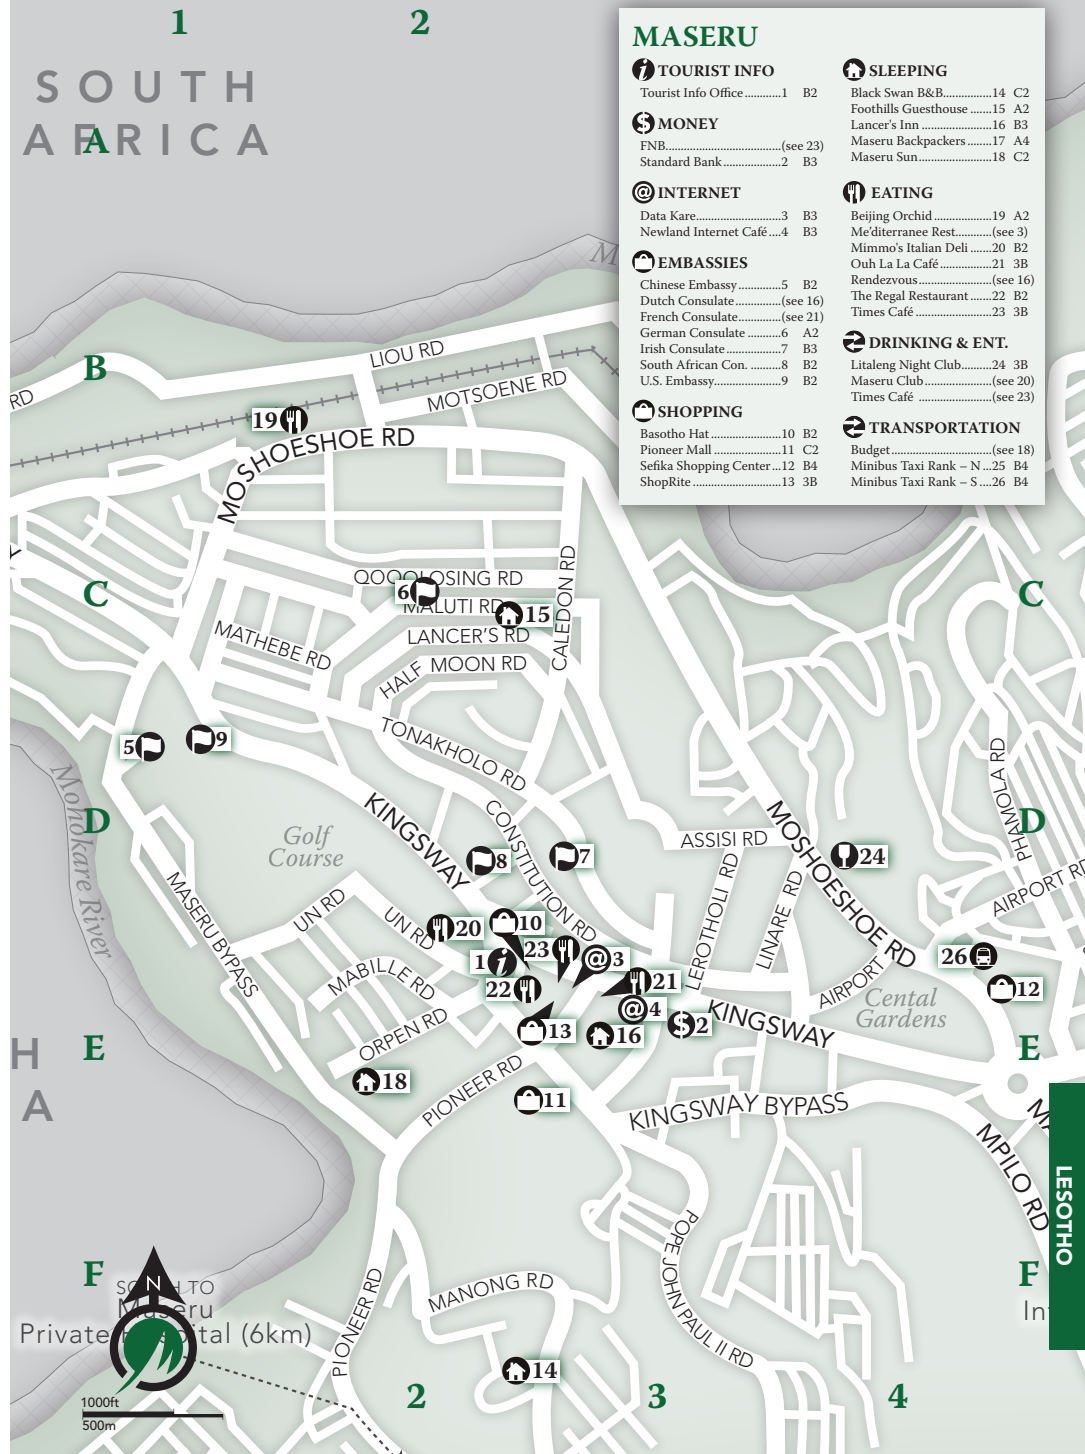 1
2
SOUTH
AFRICA
A
MASERU
TOURIST INFO
Tourist Info Office............1 B2
MONEY
FNB....................................(see 23)
Standard Bank....................2 B3
INTERNET
Data Kare...........................3 B3
Newland Internet Café....4 B3
EMBASSIES
Chinese Embassy..............5 B2
Dutch Consulate..............(see 16)
French Consulate.............(see 21)
German Consulate...........6 A2
Irish Consulate..................7 B3
South African Con. .........8 B2
U.S. Embassy......................9 B2
SHOPPING
Basotho Hat......................10 B2
Pioneer Mall......................11 C2
Sefika Shopping Center...12 B4
ShopRite............................13 3B
SLEEPING
Black Swan B&B................14 C2
Foothills Guesthouse.......15 A2
Lancer's Inn......................16 B3
Maseru Backpackers........17 A4
Maseru Sun.......................18 C2
EATING
Beijing Orchid...................19 A2
Me'diterranee Rest............(see 3)
Mimmo's Italian Deli........20 B2
Ouh La La Café.................21 3B
Rendezvous.......................(see 16)
The Regal Restaurant.......22 B2
Times Café........................23 3B
DRINKING & ENT.
Litaleng Night Club..........24 3B
Maseru Club.....................(see 20)
Times Café.......................(see 23)
TRANSPORTATION
Budget...............................(see 18)
Minibus Taxi Rank – N....25 B4
Minibus Taxi Rank – S....26 B4
M
B
LIOU RD
MOTSOENE RD
RD
19
MOSHOESHOE RD
Y
C
QOQOLOSING RD
6
MALUTI RD
15
LANCER'S RD
MATHEBE RD
HALF MOON RD
CALEDON RD
C
5
9
TONAKHOLO RD
Mohokare River
D
Golf
Course
KINGSWAY
CONSTITUTION RD
8
7
ASSISI RD
MOSHOESHOE RD
24
PHAMOLA RD
D
AIRPORT RD
MASERU BYPASS
UN RD
UN RD
20
10
23
3
LEROTHOLI RD
LINARE RD
26
1
22
21
4
2
MABILLE RD
AIRPORT
Cental
Gardens
12
ORPEN RD
13
16
KINGSWAY
H
E
E
A
18
PIONEER RD
11
KINGSWAY BYPASS
MA
MPILO RD
LESOTHO
POPE JOHN PAUL II RD
F
F
N
SOUTH TO
Maseru
Private Hospital (6km)
Int
PIONEER RD
MANONG RD
14
2
3
4
1000ft
500m